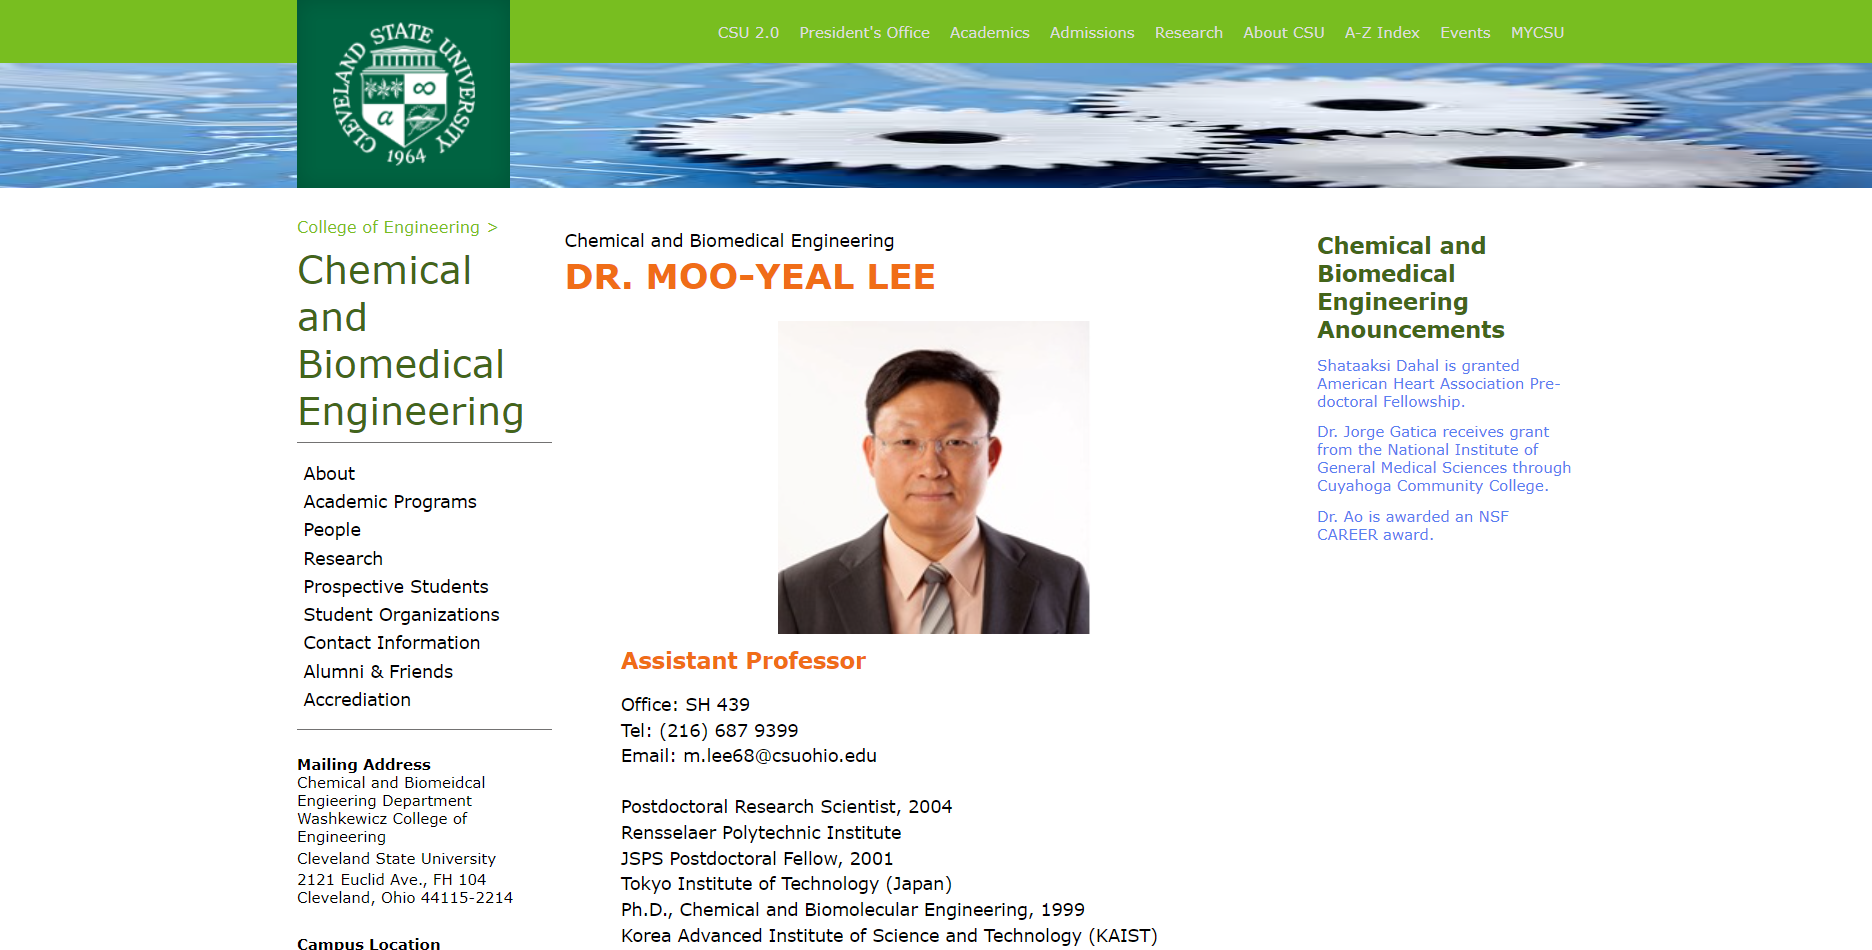 CLEVELAND STATE UNIVERSITY
1964
CSU 2.0 President's Office Academics Admissions Research About CSU A-Z Index Events MYCSU
College of Engineering >
Chemical
and
Biomedical
Engineering
About
Academic Programs
People
Research
Prospective Students
Student Organizations
Contact Information
Alumni & Friends
Accrediation
Mailing Address
Chemical and Biomeidcal
Engieering Department
Washkewicz College of
Engineering
Cleveland State University
2121 Euclid Ave., FH 104
Cleveland, Ohio 44115-2214
Campus Location
Chemical and Biomedical Engineering
DR. MOO-YEAL LEE
Assistant Professor
Office: SH 439
Tel: (216) 687 9399
Email: m.lee68@csuohio.edu
Postdoctoral Research Scientist, 2004
Rensselaer Polytechnic Institute
JSPS Postdoctoral Fellow, 2001
Tokyo Institute of Technology (Japan)
Ph.D., Chemical and Biomolecular Engineering, 1999
Korea Advanced Institute of Science and Technology (KAIST)
Chemical and
Biomedical
Engineering
Anouncements
Shataaksi Dahal is granted
American Heart Association Pre-
doctoral Fellowship.
Dr. Jorge Gatica receives grant
from the National Institute of
General Medical Sciences through
Cuyahoga Community College.
Dr. Ao is awarded an NSF
CAREER award.